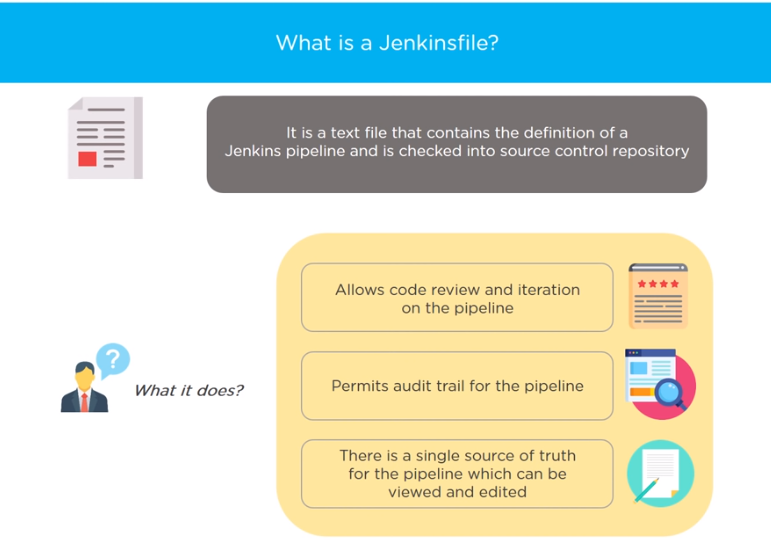 What is a Jenkinsfile?
It is a text file that contains the definition of a
Jenkins pipeline and is checked into source control repository
Allows code review and iteration
on the pipeline
?
What it does?
Permits audit trail for the pipeline
There is a single source of truth
for the pipeline which can be
viewed and edited